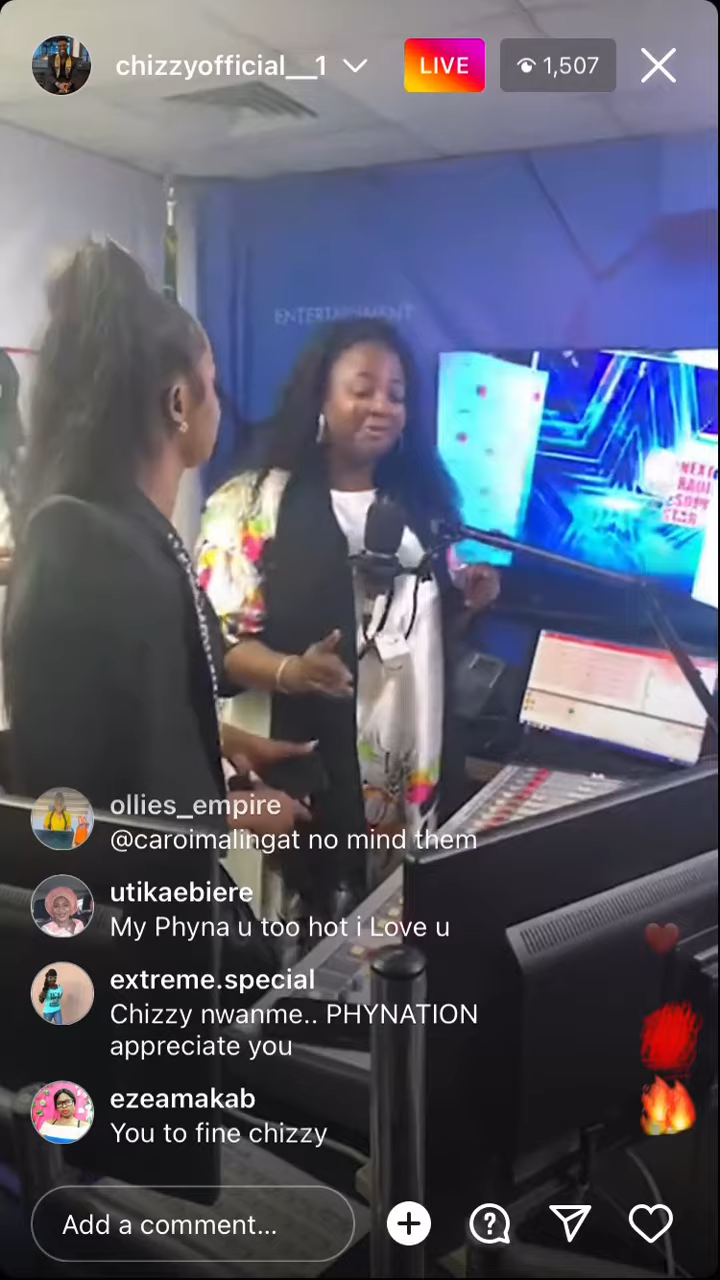 chizzyofficial__1
LIVE
1,507
ENTERTAINMENT
NEXT
ollies_empire
@caroimalingat no mind them
utikaebiere
My Phyna u too hot i Love u
extreme.special
Chizzy nwanme.. PHYNATION
appreciate you
ezeamakab
You to fine chizzy
Add a comment...